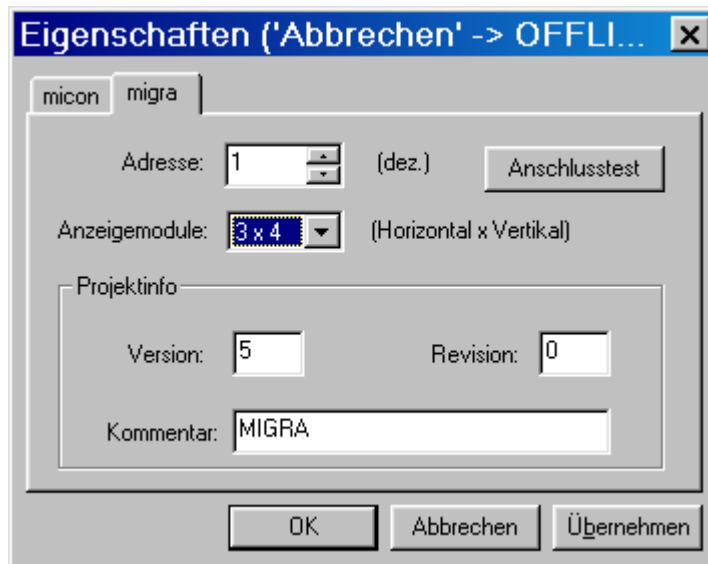 Eigenschaften ('Abbrechen' -> OFFLI...
micon migra
Adresse: 1 (dez.) Anschlusstest
Anzeigemodule: 3 x 4 (Horizontal x Vertikal)
Projektinfo
Version: 5 Revision: 0
Kommentar: MIGRA
OK Abbrechen Übernehmen